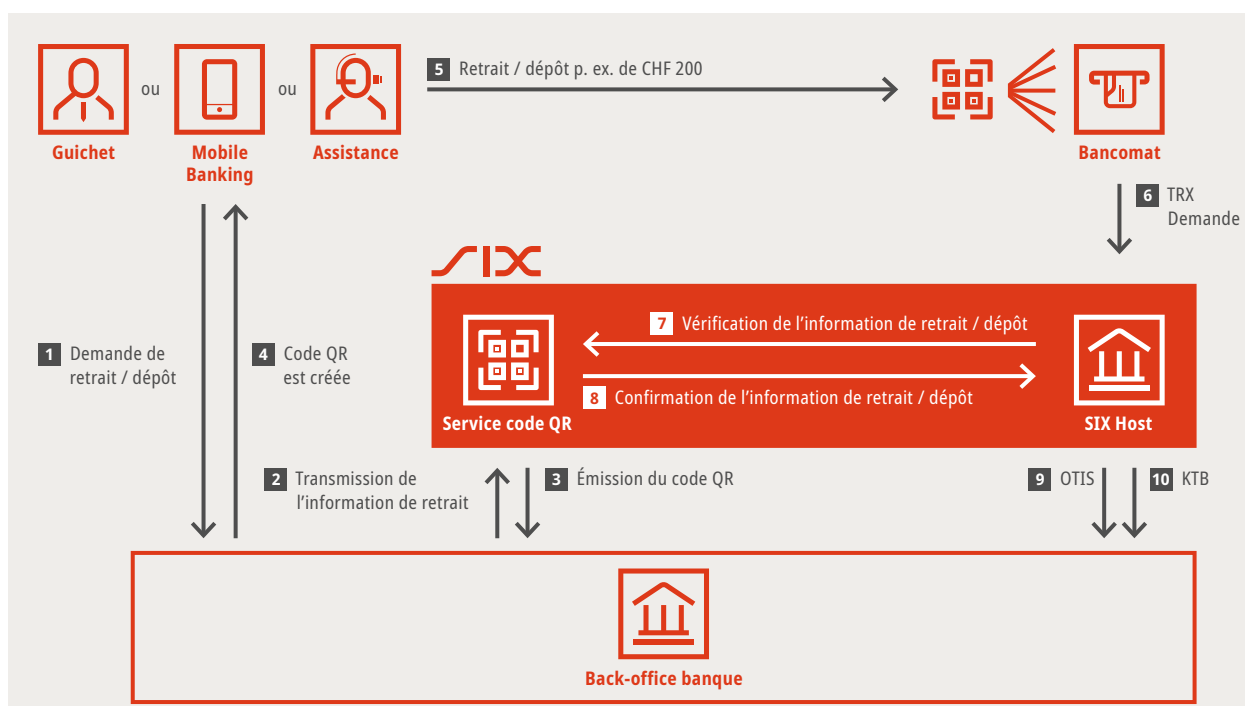 5 Retrait / dépôt p. ex. de CHF 200
ou
ou
Guichet
Mobile
Banking
Assistance
Bancomat
6 TRX
Demande
SIX
7 Vérification de l’information de retrait / dépôt
1 Demande de
retrait / dépôt
4 Code QR
est créée
8 Confirmation de l’information de retrait / dépôt
Service code QR
SIX Host
2 Transmission de
l’information de retrait
3 Émission du code QR
9 OTIS
10 KTB
Back-office banque